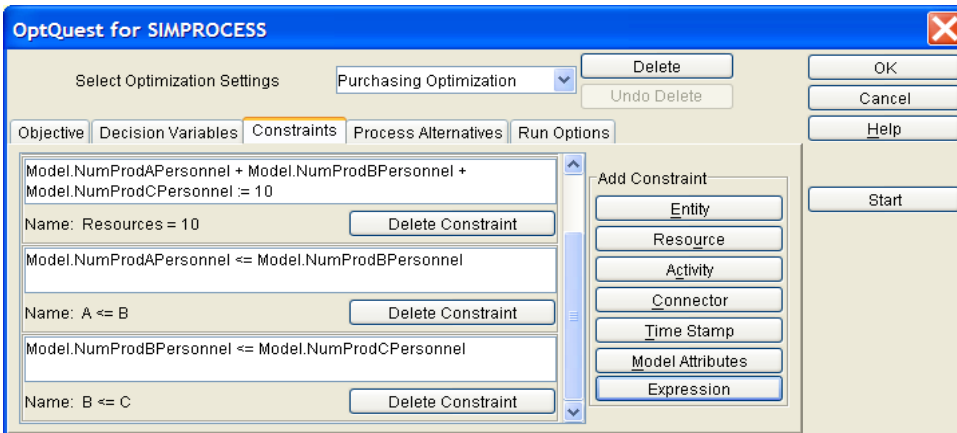 OptQuest for SIMPROCESS
Select Optimization Settings
Purchasing Optimization
Delete
Undo Delete
OK
Cancel
Help
Start
Objective Decision Variables Constraints Process Alternatives Run Options
Model.NumProdAPersonnel + Model.NumProdBPersonnel +
Model.NumProdCPersonnel := 10
Name: Resources = 10
Delete Constraint
Model.NumProdAPersonnel <= Model.NumProdBPersonnel
Name: A <= B
Delete Constraint
Model.NumProdBPersonnel <= Model.NumProdCPersonnel
Name: B <= C
Delete Constraint
Add Constraint
Entity
Resource
Activity
Connector
Time Stamp
Model Attributes
Expression